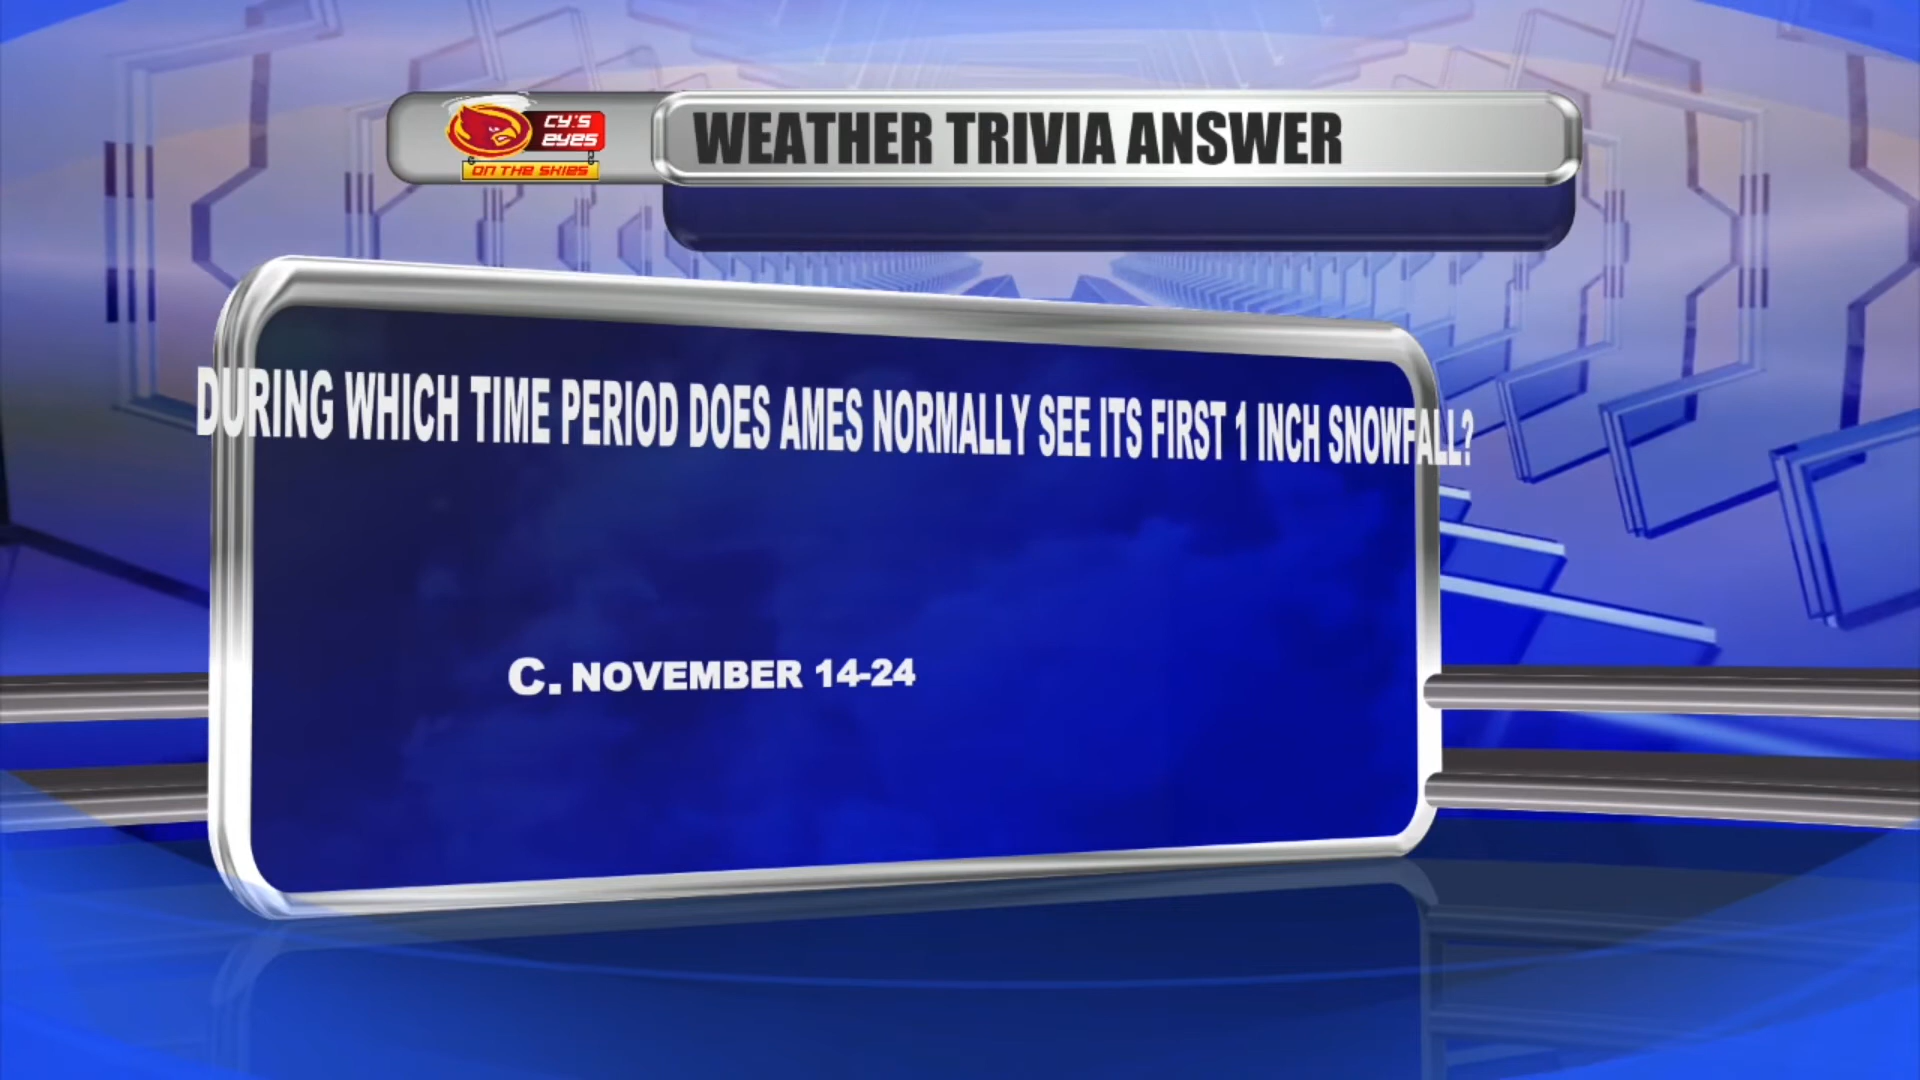 CY'S
EYES
ON THE SKIES
WEATHER TRIVIA ANSWER
DURING WHICH TIME PERIOD DOES AMES NORMALLY SEE ITS FIRST 1 INCH SNOWFALL?
C. NOVEMBER 14-24